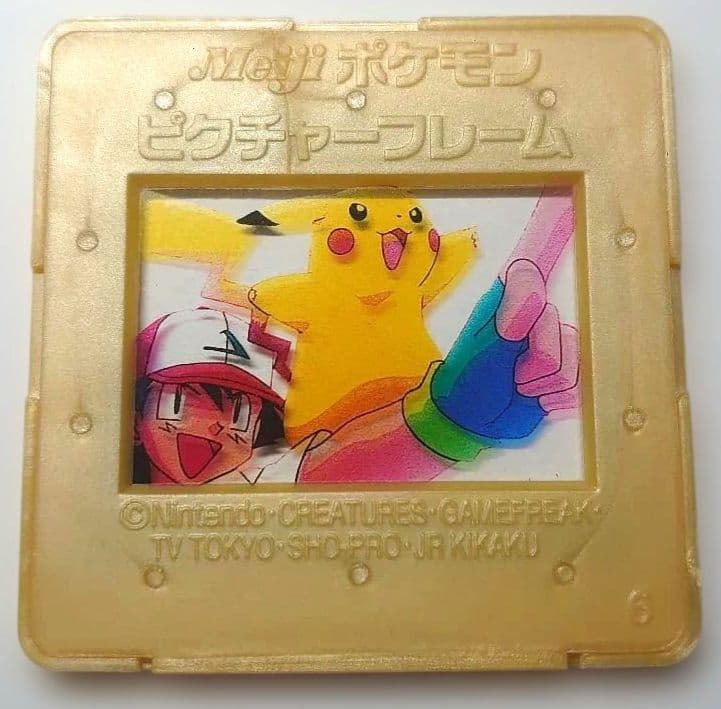 Meiji ポケモン
ピクチャーフレーム
©Nintendo・CREATURES・GAMEFREAK・
TV TOKYO・SHO-PRO・JR KIKAKU
6